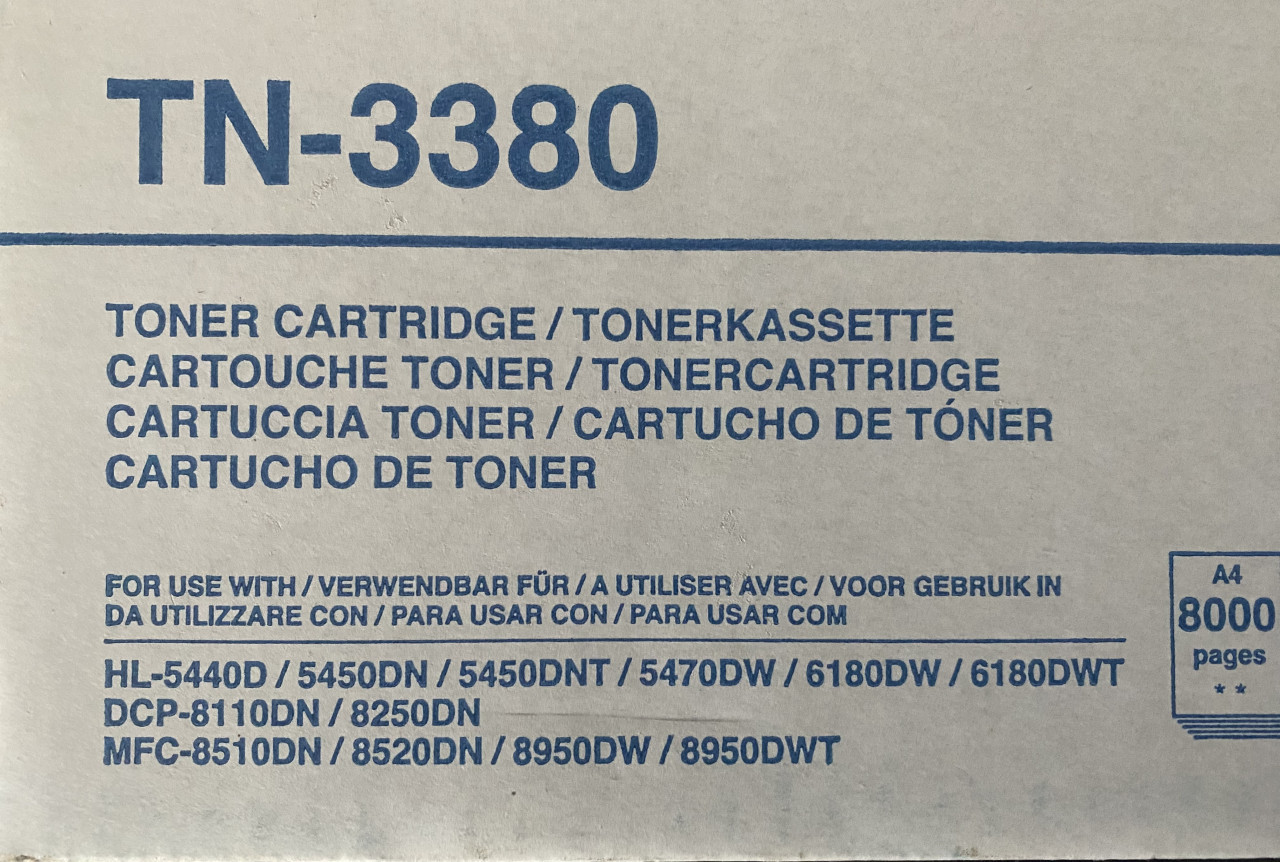 TN-3380
TONER CARTRIDGE / TONERKASSETTE
CARTOUCHE TONER / TONERCARTRIDGE
CARTUCCIA TONER / CARTUCHO DE TÓNER
CARTUCHO DE TONER
FOR USE WITH / VERWENDBAR FÜR / A UTILISER AVEC / VOOR GEBRUIK IN
DA UTILIZZARE CON / PARA USAR CON / PARA USAR COM
HL-5440D / 5450DN / 5450DNT / 5470DW / 6180DW / 6180DWT
DCP-8110DN / 8250DN
MFC-8510DN / 8520DN / 8950DW / 8950DWT
A4
8000
pages
**